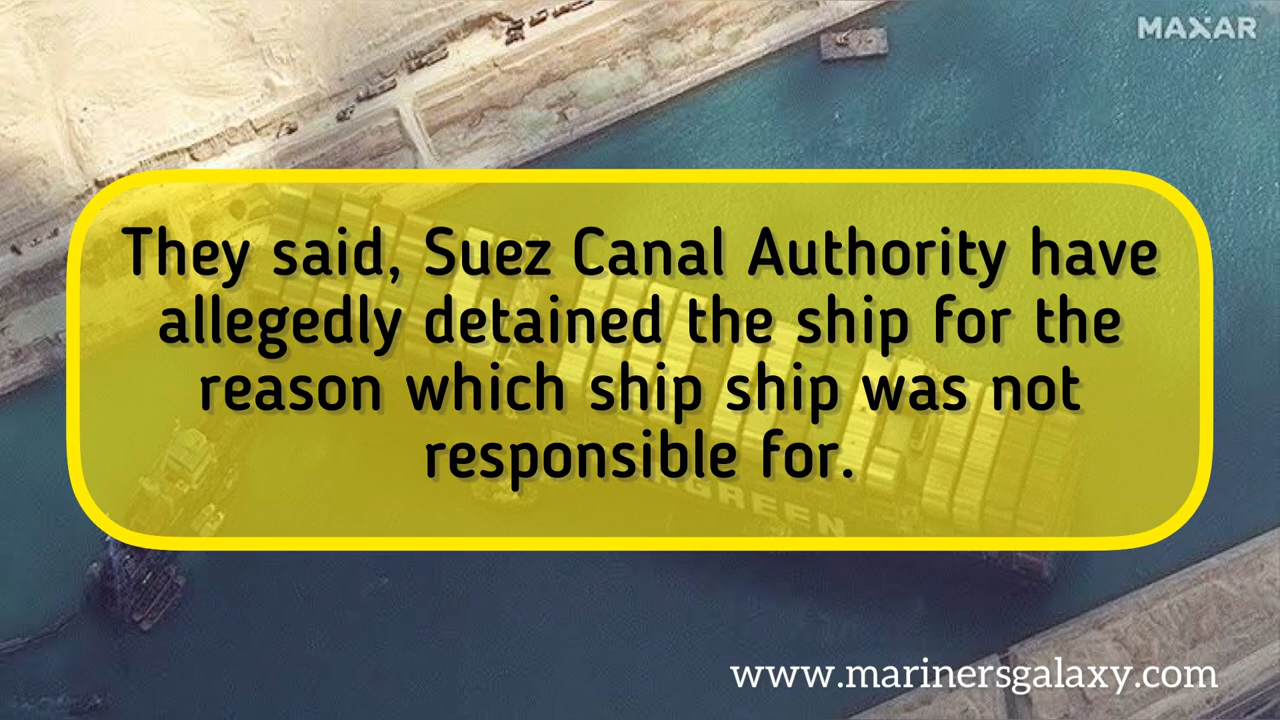 MAXAR
They said, Suez Canal Authority have
allegedly detained the ship for the
reason which ship ship was not
responsible for.
GREEN
www.marinersgalaxy.com